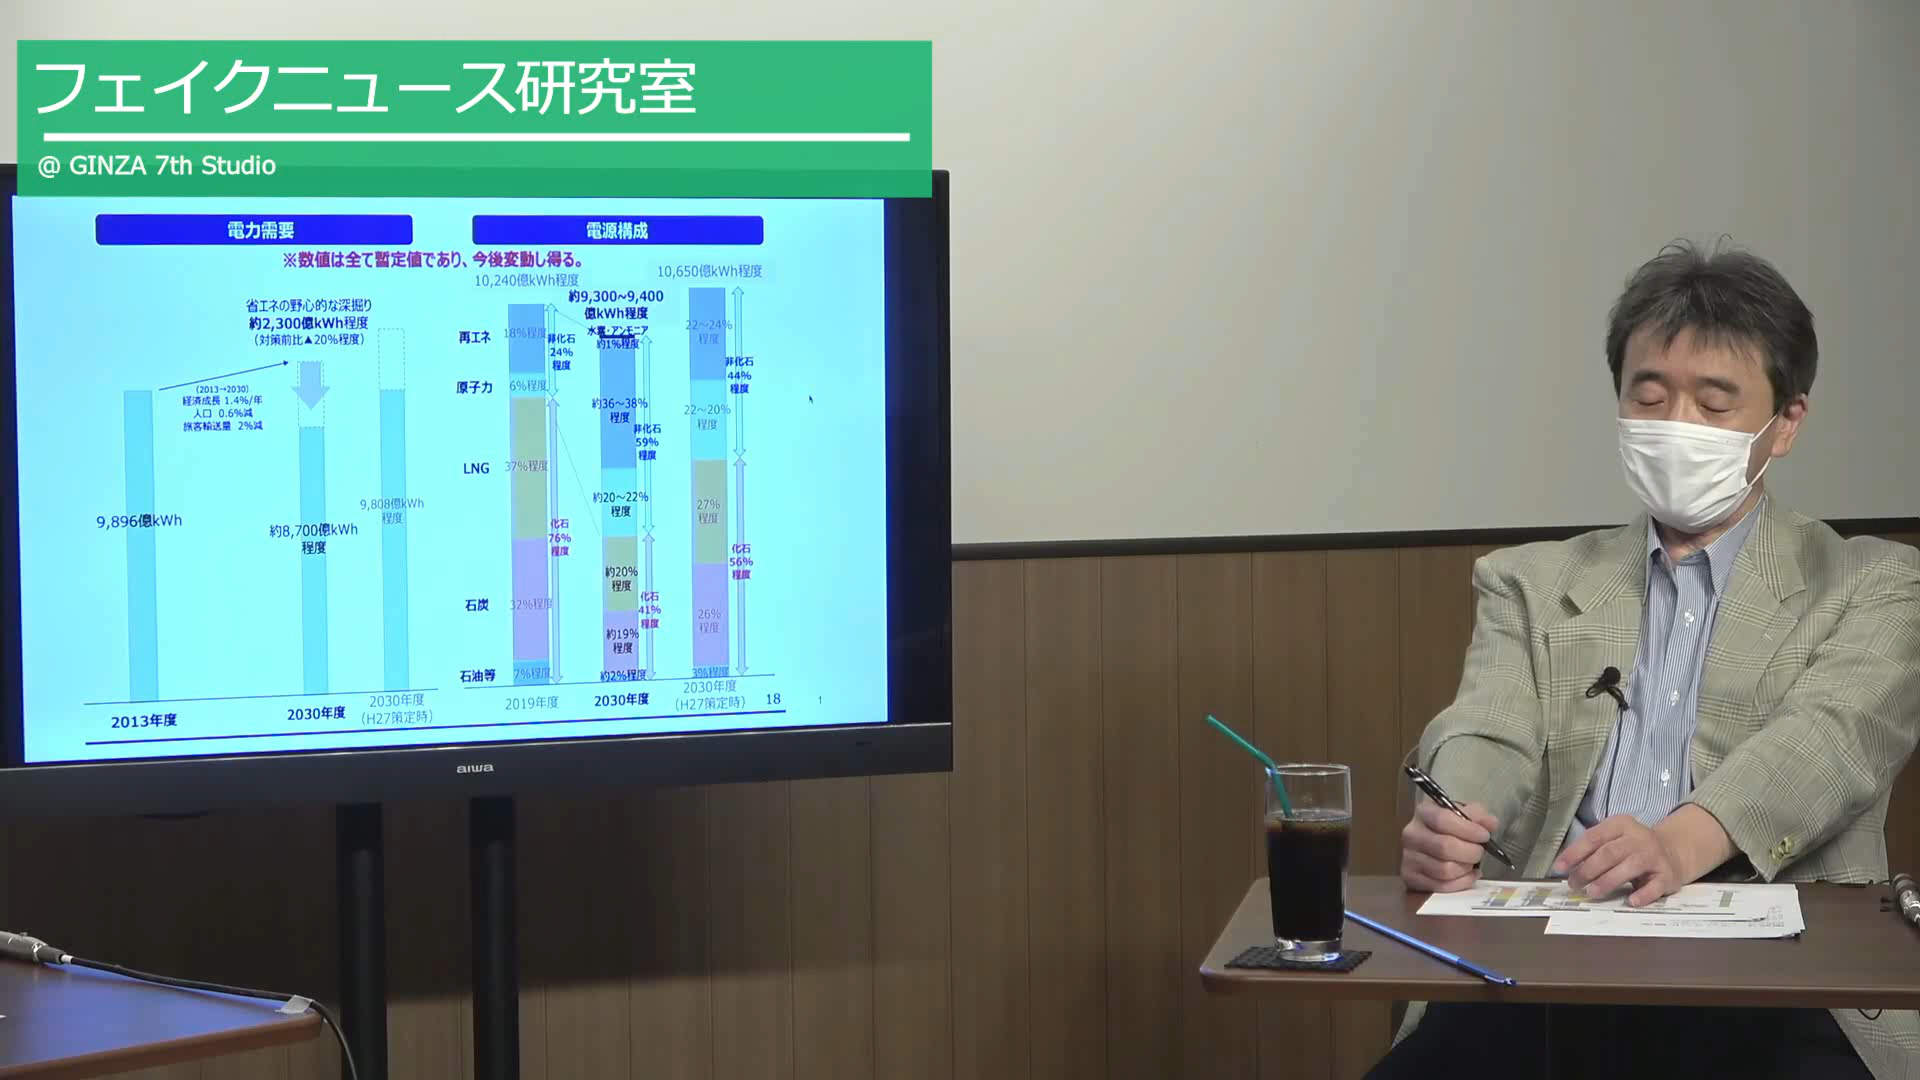 フェイクニュース研究室
@ GINZA 7th Studio
電力需要
電源構成
※数値は全て暫定値であり、今後変動し得る。
10,240億kWh程度
10,650億kWh程度
省エネの野心的な深掘り
約2,300億kWh程度
(対策前比▲20%程度)
(2013→2030)
経済成長 1.4%/年
人口 0.6%減
旅客輸送量 2%減
9,896億kWh
約8,700億kWh
程度
9,808億kWh
程度
2013年度
2030年度
2030年度
(H27策定時)
約9,300~9,400
億kWh程度
水素・アンモニア
約1%程度
再エネ
原子力
LNG
石炭
石油等
18%程度
6%程度
37%程度
32%程度
7%程度
非化石
24%
程度
化石
76%
程度
約36～38%
程度
約20～22%
程度
約20%
程度
約19%
程度
約2%程度
非化石
59%
程度
化石
41%
程度
22～24%
程度
22～20%
程度
27%
程度
26%
程度
3%程度
非化石
44%
程度
化石
56%
程度
2019年度
2030年度
2030年度
(H27策定時)
18
1
aiwa